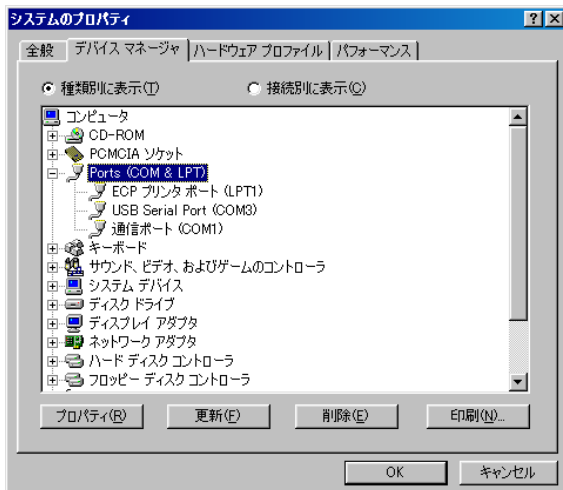 システムのプロパティ
全般 デバイス マネージャ ハードウェア プロファイル パフォーマンス
種類別に表示(T) 接続別に表示(C)
コンピュータ
CD-ROM
PCMCIA ソケット
Ports (COM & LPT)
ECP プリンタ ポート (LPT1)
USB Serial Port (COM3)
通信ポート (COM1)
キーボード
サウンド、ビデオ、およびゲームのコントローラ
システム デバイス
ディスク ドライブ
ディスプレイ アダプタ
ネットワーク アダプタ
ハード ディスク コントローラ
フロッピー ディスク コントローラ
プロパティ(R) 更新(F) 削除(E) 印刷(N)...
OK キャンセル